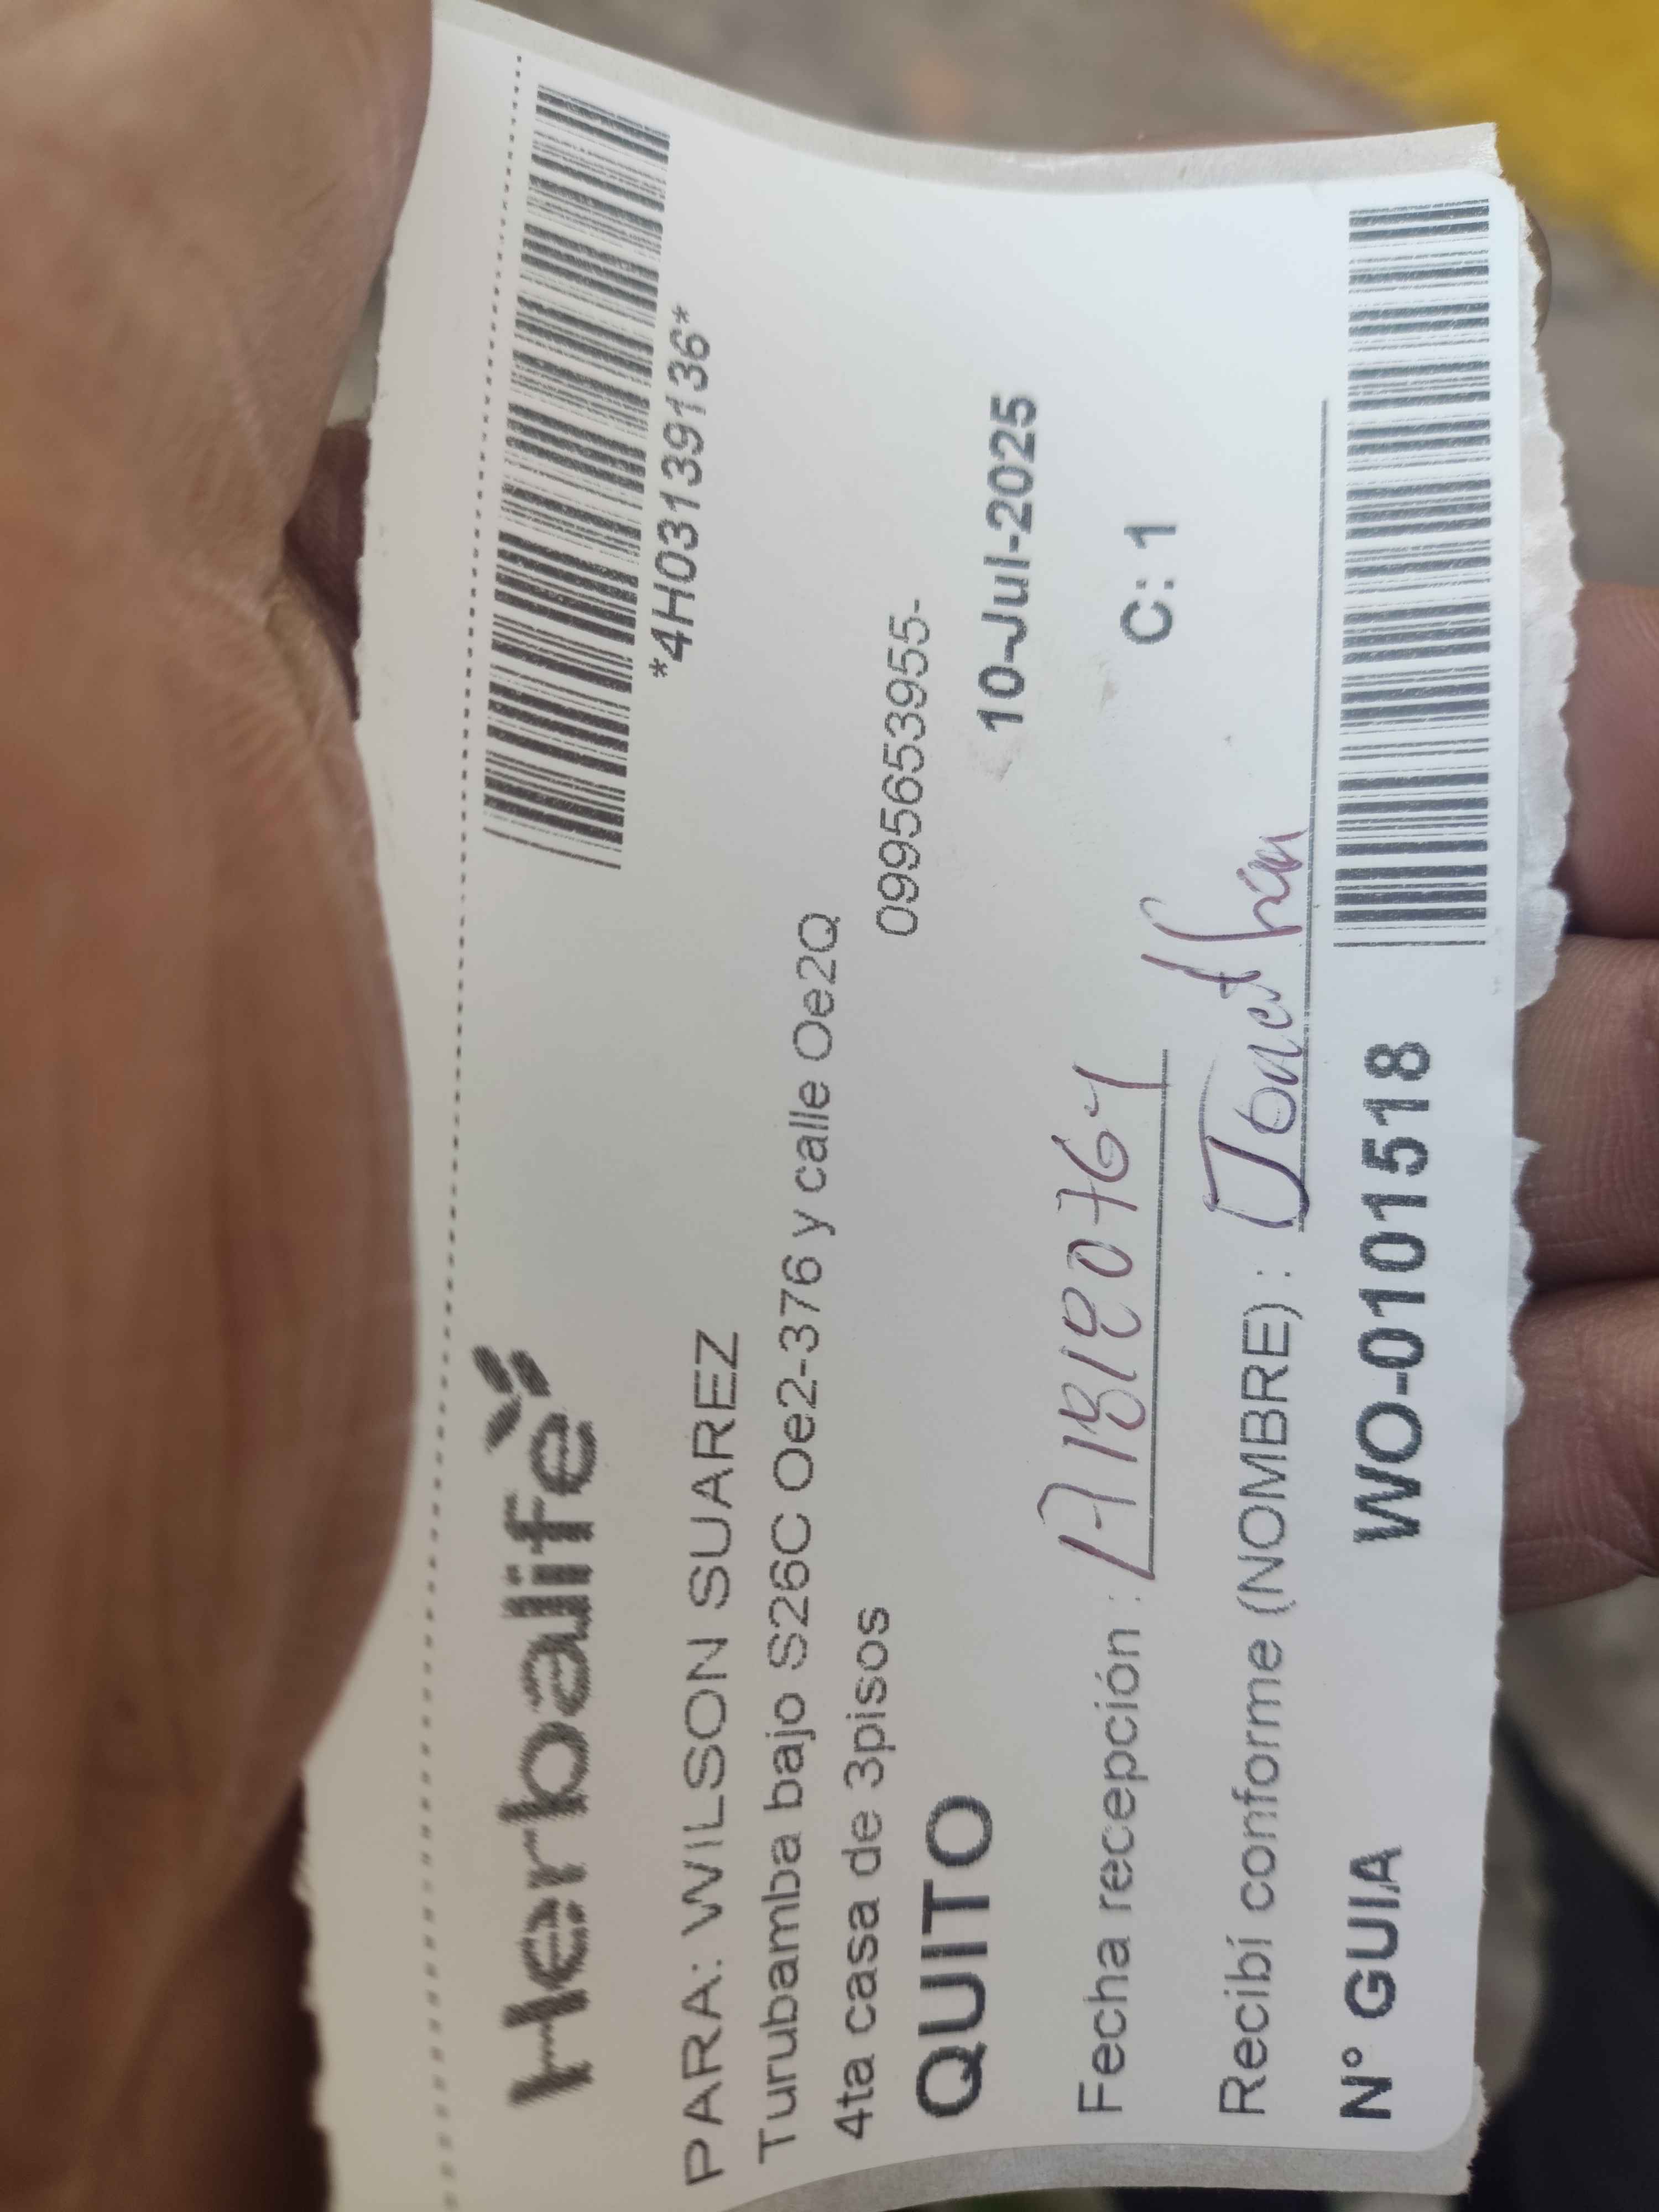 Herbalife
*4H03139136*
PARA: WILSON SUAREZ
Turubamba bajo S26C Oe2-376 y calle Oe2Q
4ta casa de 3pisos
0995653955-
QUITO
10-Jul-2025
Fecha recepción :
C: 1
Recibí conforme (NOMBRE) : Jonathan
N° GUIA WO-0101518